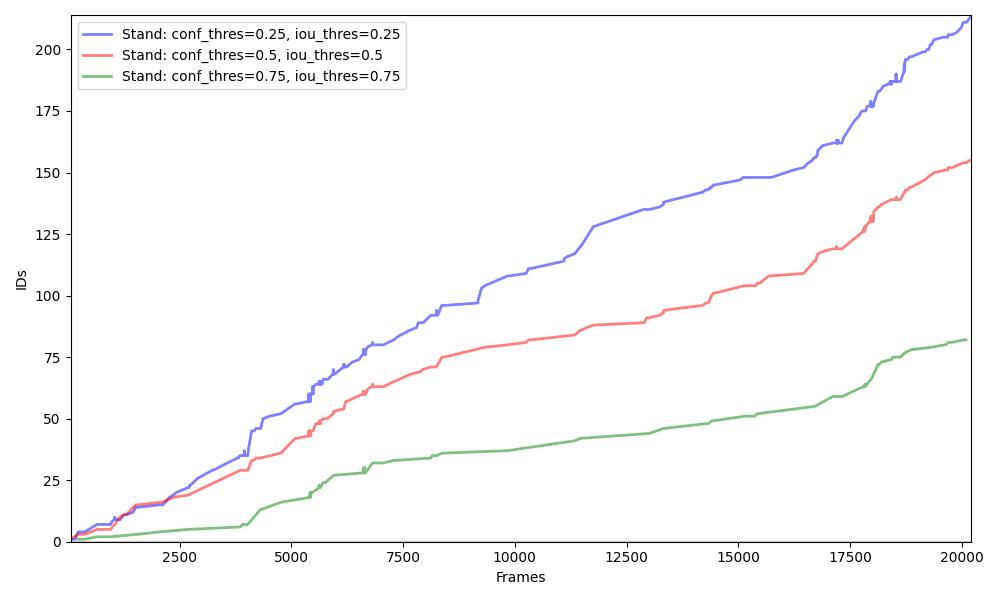 Stand: conf_thres=0.25, iou_thres=0.25
Stand: conf_thres=0.5, iou_thres=0.5
Stand: conf_thres=0.75, iou_thres=0.75
200
175
150
125
100
75
50
25
0
IDs
2500 5000 7500 10000 12500 15000 17500 20000
Frames